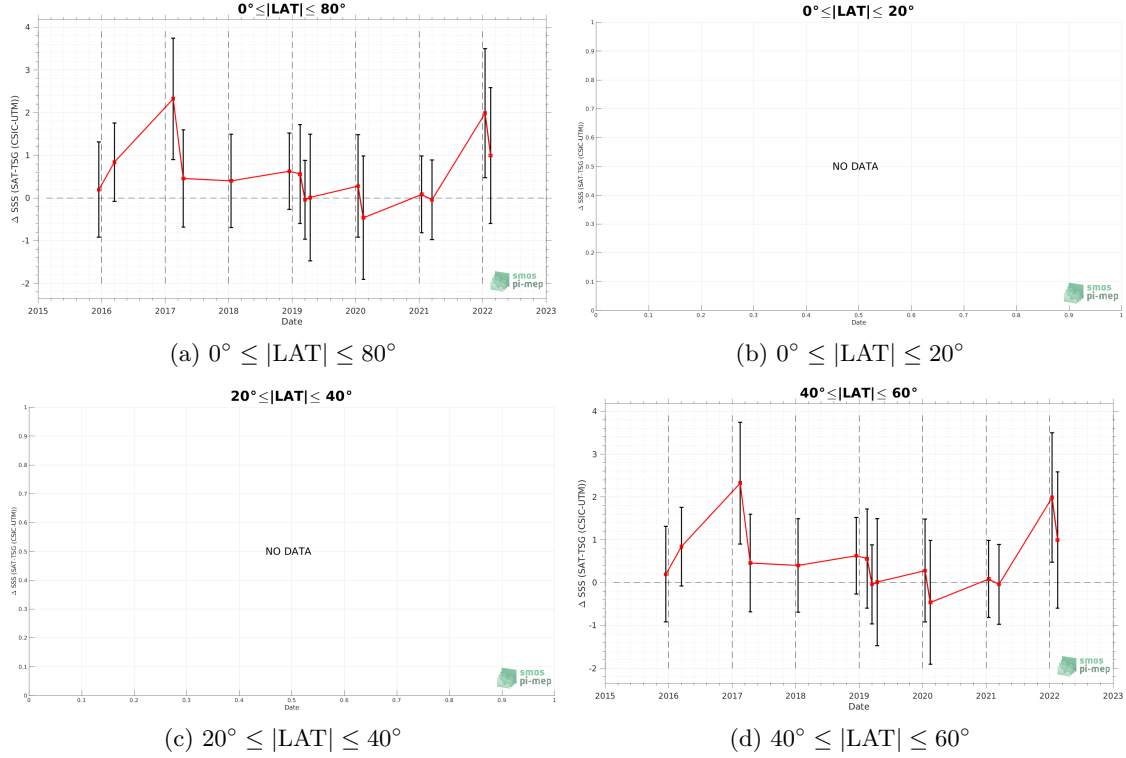 0°≤|LAT|≤ 80°
Δ SSS (SAT-TSG (CSIC-UTM))
4
3
2
1
0
-1
-2
2015 2016 2017 2018 2019 2020 2021 2022 2023
Date
smos
pi-mep
(a) 0° ≤ |LAT| ≤ 80°
0°≤|LAT|≤ 20°
Δ SSS (SAT-TSG (CSIC-UTM))
1
0.9
0.8
0.7
0.6
0.5
0.4
0.3
0.2
0.1
0
NO DATA
0 0.1 0.2 0.3 0.4 0.5 0.6 0.7 0.8 0.9 1
Date
smos
pi-mep
(b) 0° ≤ |LAT| ≤ 20°
20°≤|LAT|≤ 40°
Δ SSS (SAT-TSG (CSIC-UTM))
1
0.9
0.8
0.7
0.6
0.5
0.4
0.3
0.2
0.1
0
NO DATA
0 0.1 0.2 0.3 0.4 0.5 0.6 0.7 0.8 0.9 1
Date
smos
pi-mep
(c) 20° ≤ |LAT| ≤ 40°
40°≤|LAT|≤ 60°
Δ SSS (SAT-TSG (CSIC-UTM))
4
3
2
1
0
-1
-2
2015 2016 2017 2018 2019 2020 2021 2022 2023
Date
smos
pi-mep
(d) 40° ≤ |LAT| ≤ 60°